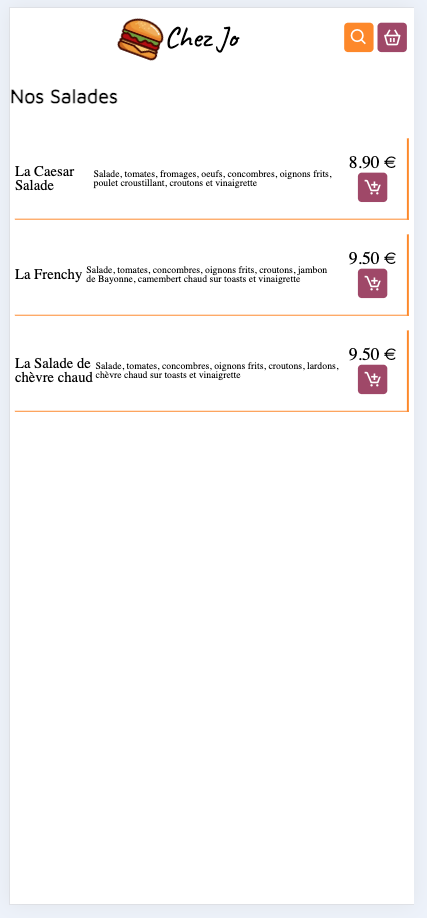 Chez Jo
Nos Salades
La Caesar
Salade
Salade, tomates, fromages, oeufs, concombres, oignons frits,
poulet croustillant, croutons et vinaigrette
8.90 €
La Frenchy
Salade, tomates, concombres, oignons frits, croutons, jambon
de Bayonne, camembert chaud sur toasts et vinaigrette
9.50 €
La Salade de
chèvre chaud
Salade, tomates, concombres, oignons frits, croutons, lardons,
chèvre chaud sur toasts et vinaigrette
9.50 €